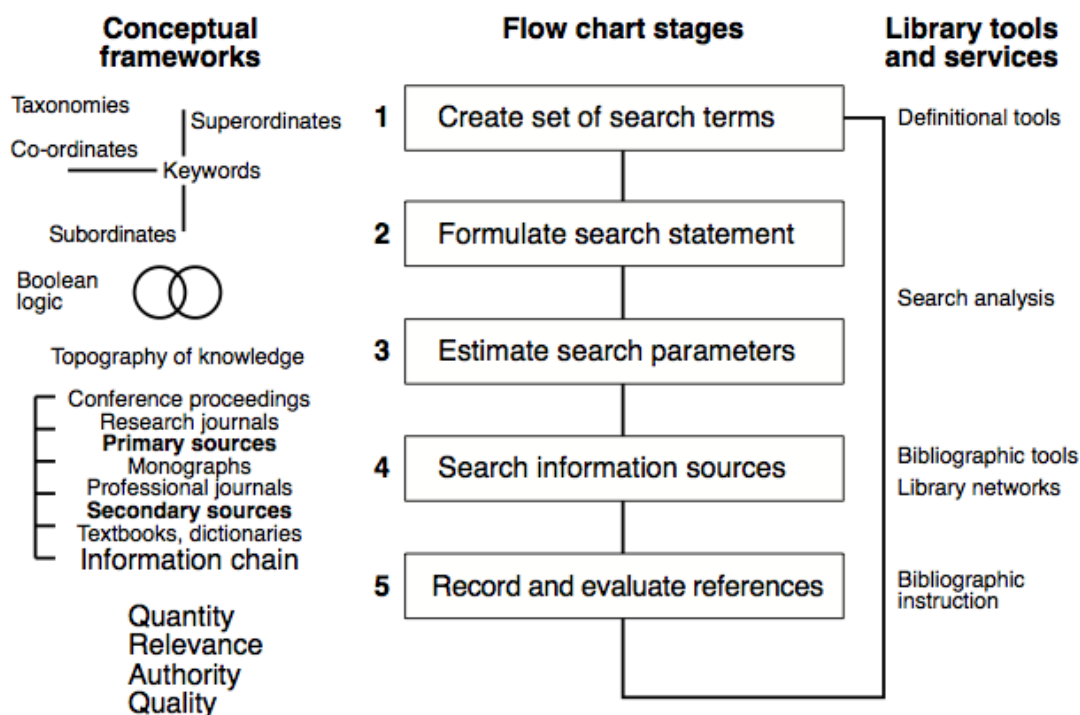 Conceptual
frameworks
Taxonomies
Superordinates
Co-ordinates
Keywords
Subordinates
Boolean
logic
Topography of knowledge
Conference proceedings
Research journals
Primary sources
Monographs
Professional journals
Secondary sources
Textbooks, dictionaries
Information chain
Quantity
Relevance
Authority
Quality
Flow chart stages
1 Create set of search terms
2 Formulate search statement
3 Estimate search parameters
4 Search information sources
5 Record and evaluate references
Library tools
and services
Definitional tools
Search analysis
Bibliographic tools
Library networks
Bibliographic
instruction